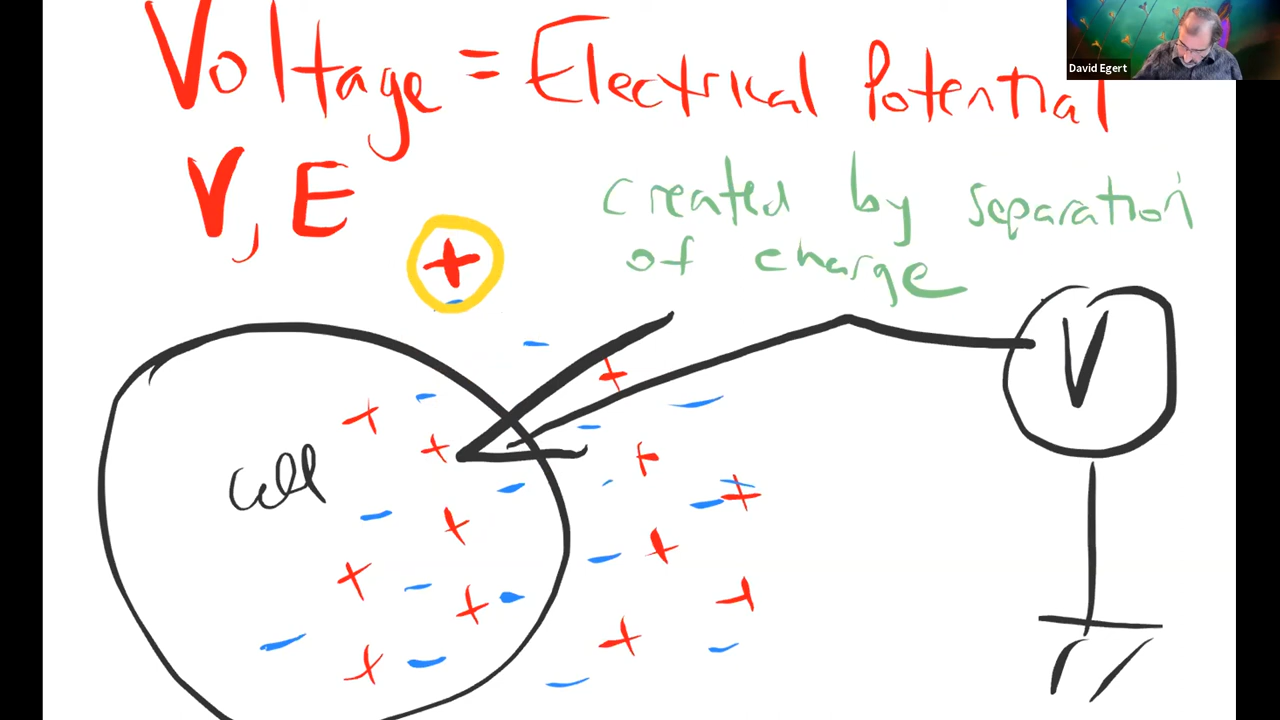 Voltage = Electrical Potential
David Egert
V, E
created by separation
of charge
+
V
Cell